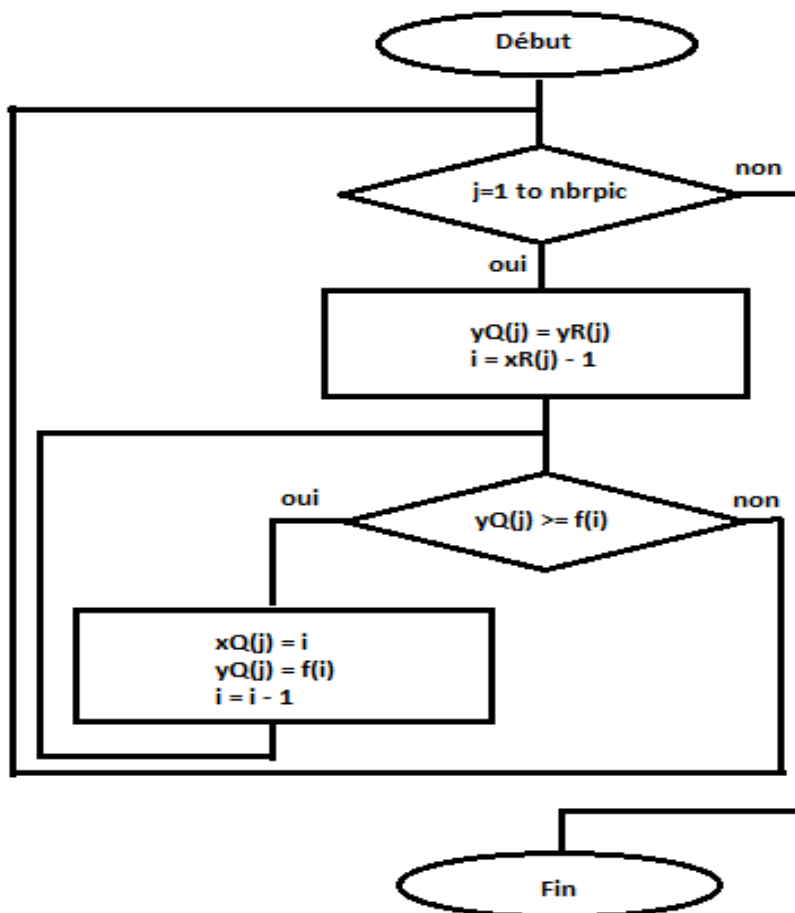 Début
j=1 to nbrpic
non
oui
yQ(j) = yR(j)
i = xR(j) - 1
oui
yQ(j) >= f(i)
non
xQ(j) = i
yQ(j) = f(i)
i = i - 1
Fin